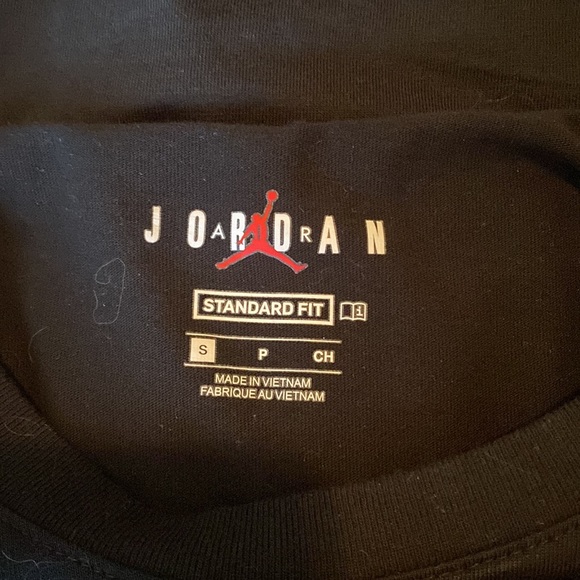 JORDAN
AIR
STANDARD FIT
S P CH
MADE IN VIETNAM
FABRIQUE AU VIETNAM